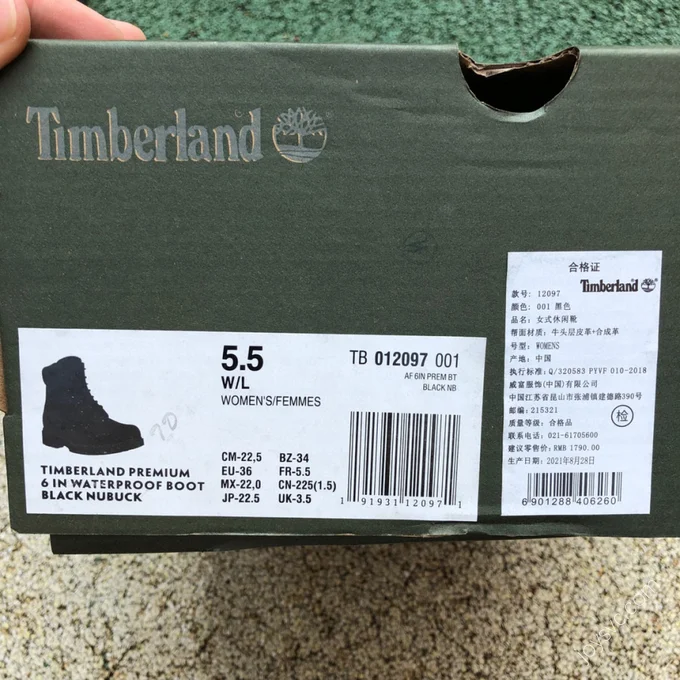 Timberland
合格证
Timberland
款号: 12097
颜色: 001 黑色
品名: 女式休闲靴
帮面材质: 牛头层皮革+合成革
号型: WOMENS
产地: 中国
执行标准: Q/320583 PYVF 010-2018
威富服饰(中国)有限公司
中国江苏省昆山市张浦镇建德路390号
邮编: 215321
质量等级: 合格品
检
联系电话: 021-61705600
建议零售价: RMB 1790.00
生产日期: 2021年8月28日
6 901288 406260
5.5
W/L
WOMEN'S/FEMMES
TB 012097 001
AF 6IN PREM BT
BLACK NB
TIMBERLAND PREMIUM
6 IN WATERPROOF BOOT
BLACK NUBUCK
CM-22,5 BZ-34
EU-36 FR-5.5
MX-22,0 CN-225(1.5)
JP-22.5 UK-3.5
1 91931 12097 1